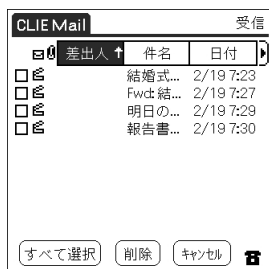 CLIE Mail 受信
差出人 件名 日付
結婚式... 2/19 7:23
Fwd: 結... 2/19 7:27
明日の... 2/19 7:29
報告書... 2/19 7:30
すべて選択 削除 キャンセル